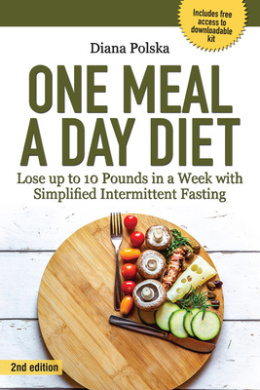 Includes free
access to
downloadable
kit
Diana Polska
ONE MEAL
A DAY DIET
Lose up to 10 Pounds in a Week with
Simplified Intermittent Fasting
2nd edition